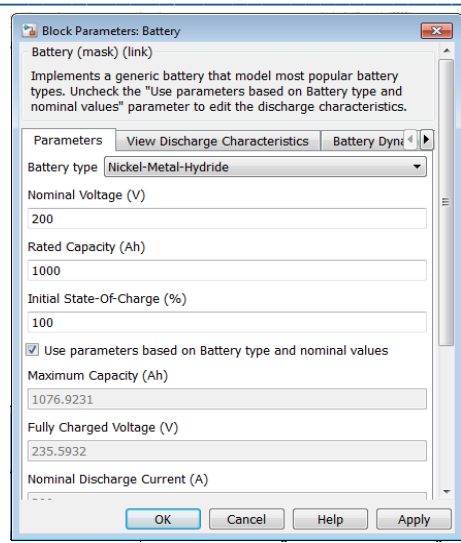 Block Parameters: Battery
Battery (mask) (link)
Implements a generic battery that model most popular battery
types. Uncheck the "Use parameters based on Battery type and
nominal values" parameter to edit the discharge characteristics.
Parameters View Discharge Characteristics Battery Dyna
Battery type Nickel-Metal-Hydride
Nominal Voltage (V)
200
Rated Capacity (Ah)
1000
Initial State-Of-Charge (%)
100
Use parameters based on Battery type and nominal values
Maximum Capacity (Ah)
1076.9231
Fully Charged Voltage (V)
235.5932
Nominal Discharge Current (A)
OK Cancel Help Apply